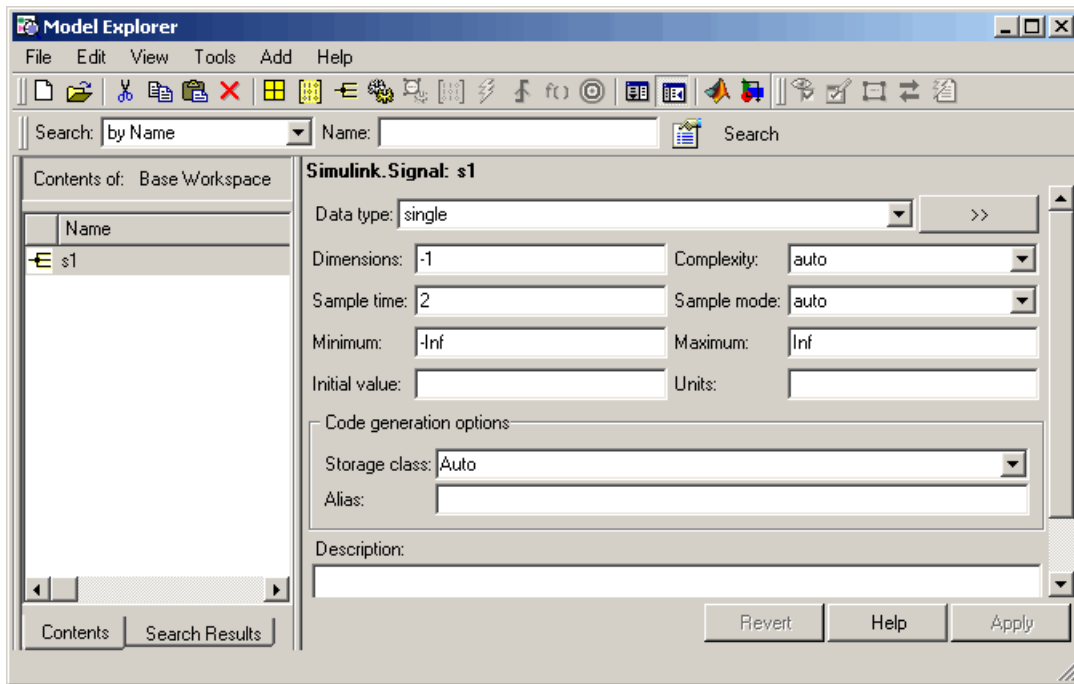 Model Explorer
File Edit View Tools Add Help
f()
Search: by Name Name: Search
Contents of: Base Workspace
Simulink.Signal: s1
Name
s1
Data type: single >>
Dimensions: -1 Complexity: auto
Sample time: 2 Sample mode: auto
Minimum: -Inf Maximum: Inf
Initial value: Units:
Code generation options
Storage class: Auto
Alias:
Description:
Contents Search Results
Revert Help Apply